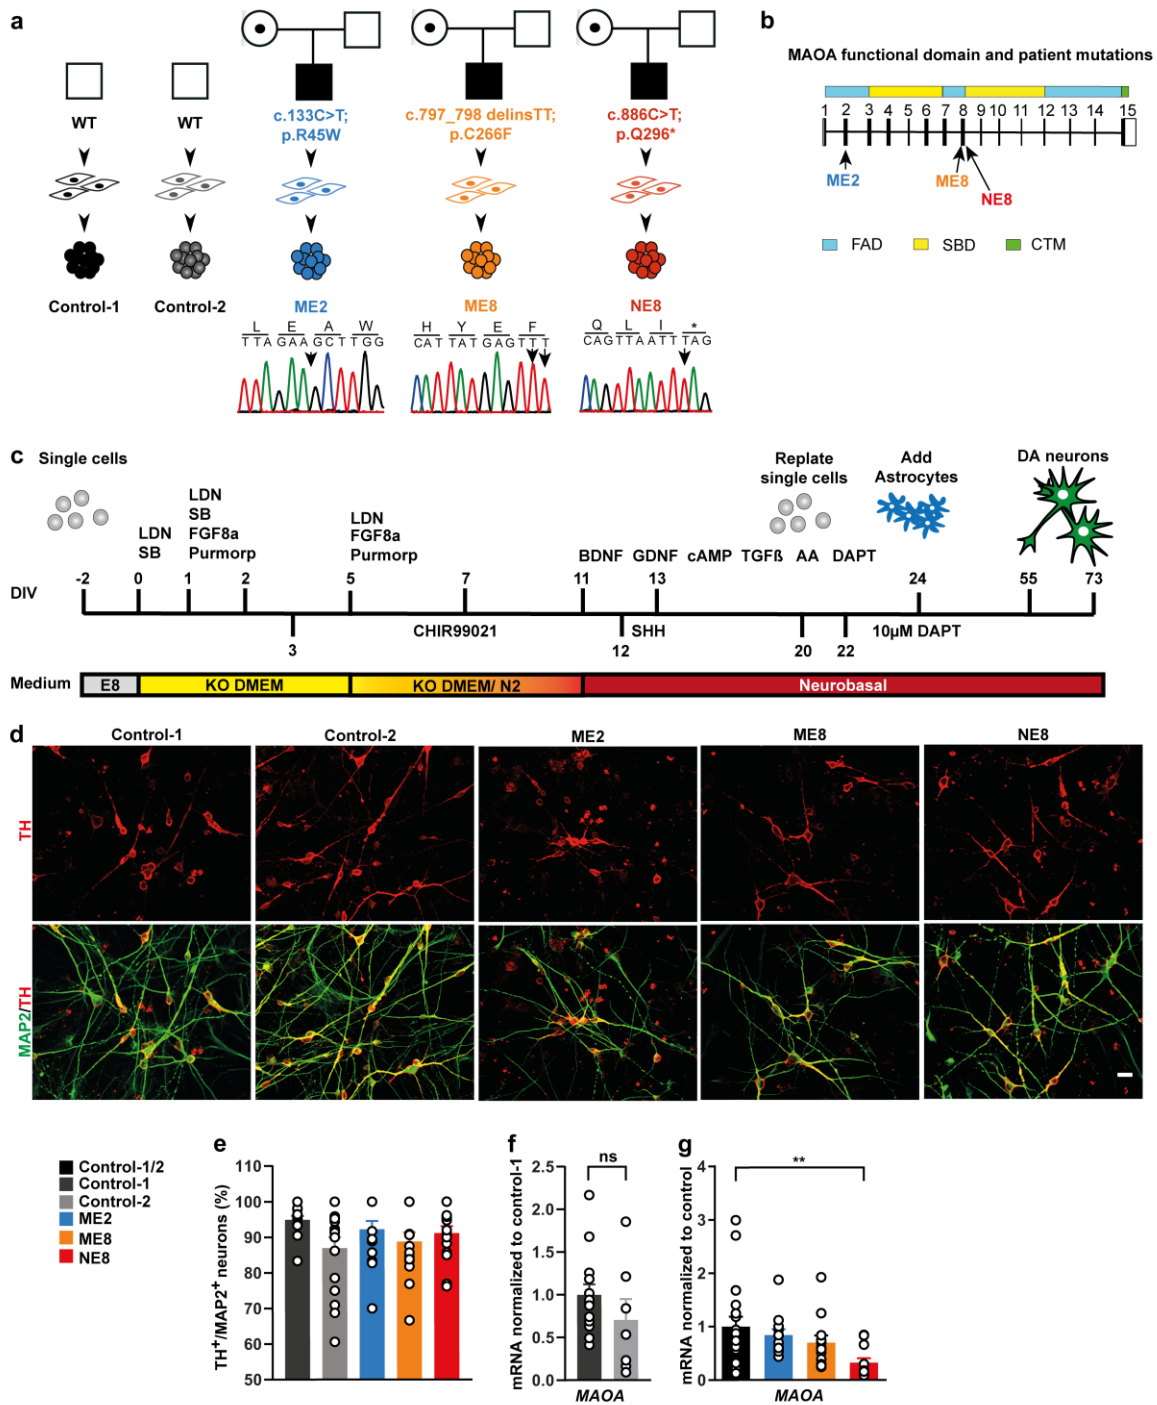 a
WT
WT
c.133C>T;
p.R45W
c.797_798 delinsTT;
p.C266F
c.886C>T;
p.Q296*
Control-1
Control-2
ME2
ME8
NE8
L E A W
TTA GAA GCT TGG
H Y E F
CAT TAT GAG TTT
Q L I *
CAG TTA ATT TAG
b
MAOA functional domain and patient mutations
1 2 3 4 5 6 7 8 9 10 11 12 13 14 15
ME2
ME8
NE8
FAD
SBD
CTM
c
Single cells
LDN
SB
LDN
SB
FGF8a
Purmorp
LDN
FGF8a
Purmorp
Replate
single cells
Add
Astrocytes
DA neurons
BDNF GDNF cAMP TGFß AA DAPT
DIV
-2 0 1 2 5 7 11 13 24 55 73
CHIR99021
SHH
10µM DAPT
3 12 20 22
Medium
E8
KO DMEM
KO DMEM/ N2
Neurobasal
d
Control-1
Control-2
ME2
ME8
NE8
TH
MAP2/TH
Control-1/2
Control-1
Control-2
ME2
ME8
NE8
e
TH+/MAP2+ neurons (%)
110
100
90
80
70
60
50
f
mRNA normalized to control-1
2.5
2.0
1.5
1.0
0.5
0.0
ns
MAOA
g
mRNA normalized to control
4
3
2
1
0
**
MAOA